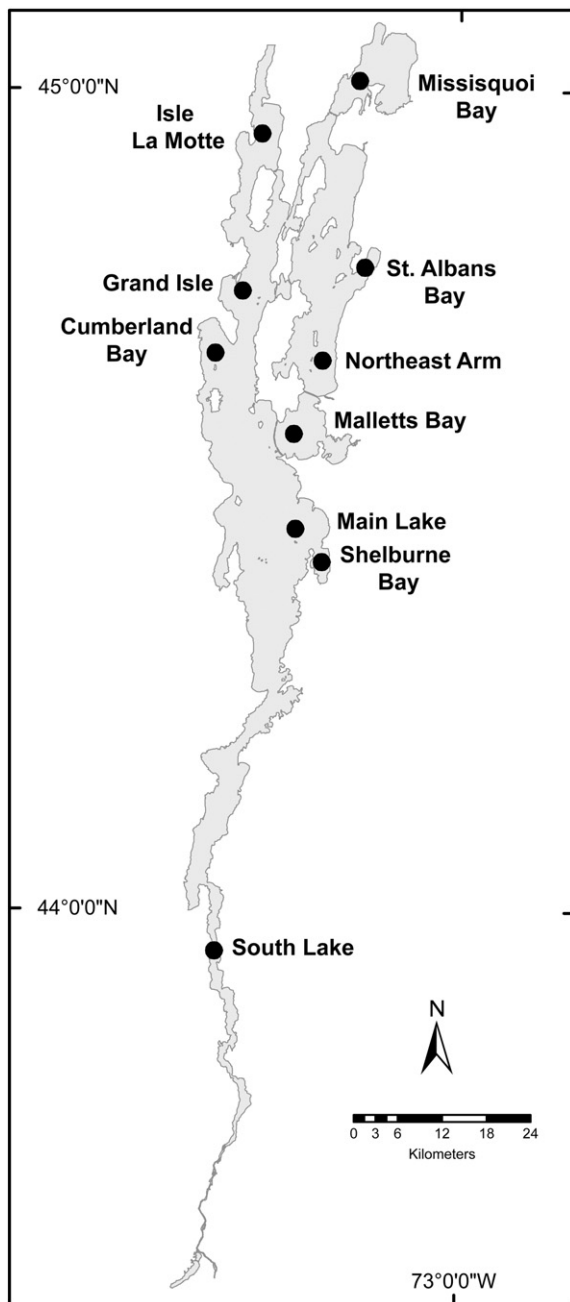 45°0'0"N
Missisquoi
Bay
Isle
La Motte
St. Albans
Bay
Grand Isle
Cumberland
Bay
Northeast Arm
Malletts Bay
Main Lake
Shelburne
Bay
44°0'0"N
South Lake
N
0 3 6 12 18 24
Kilometers
73°0'0"W